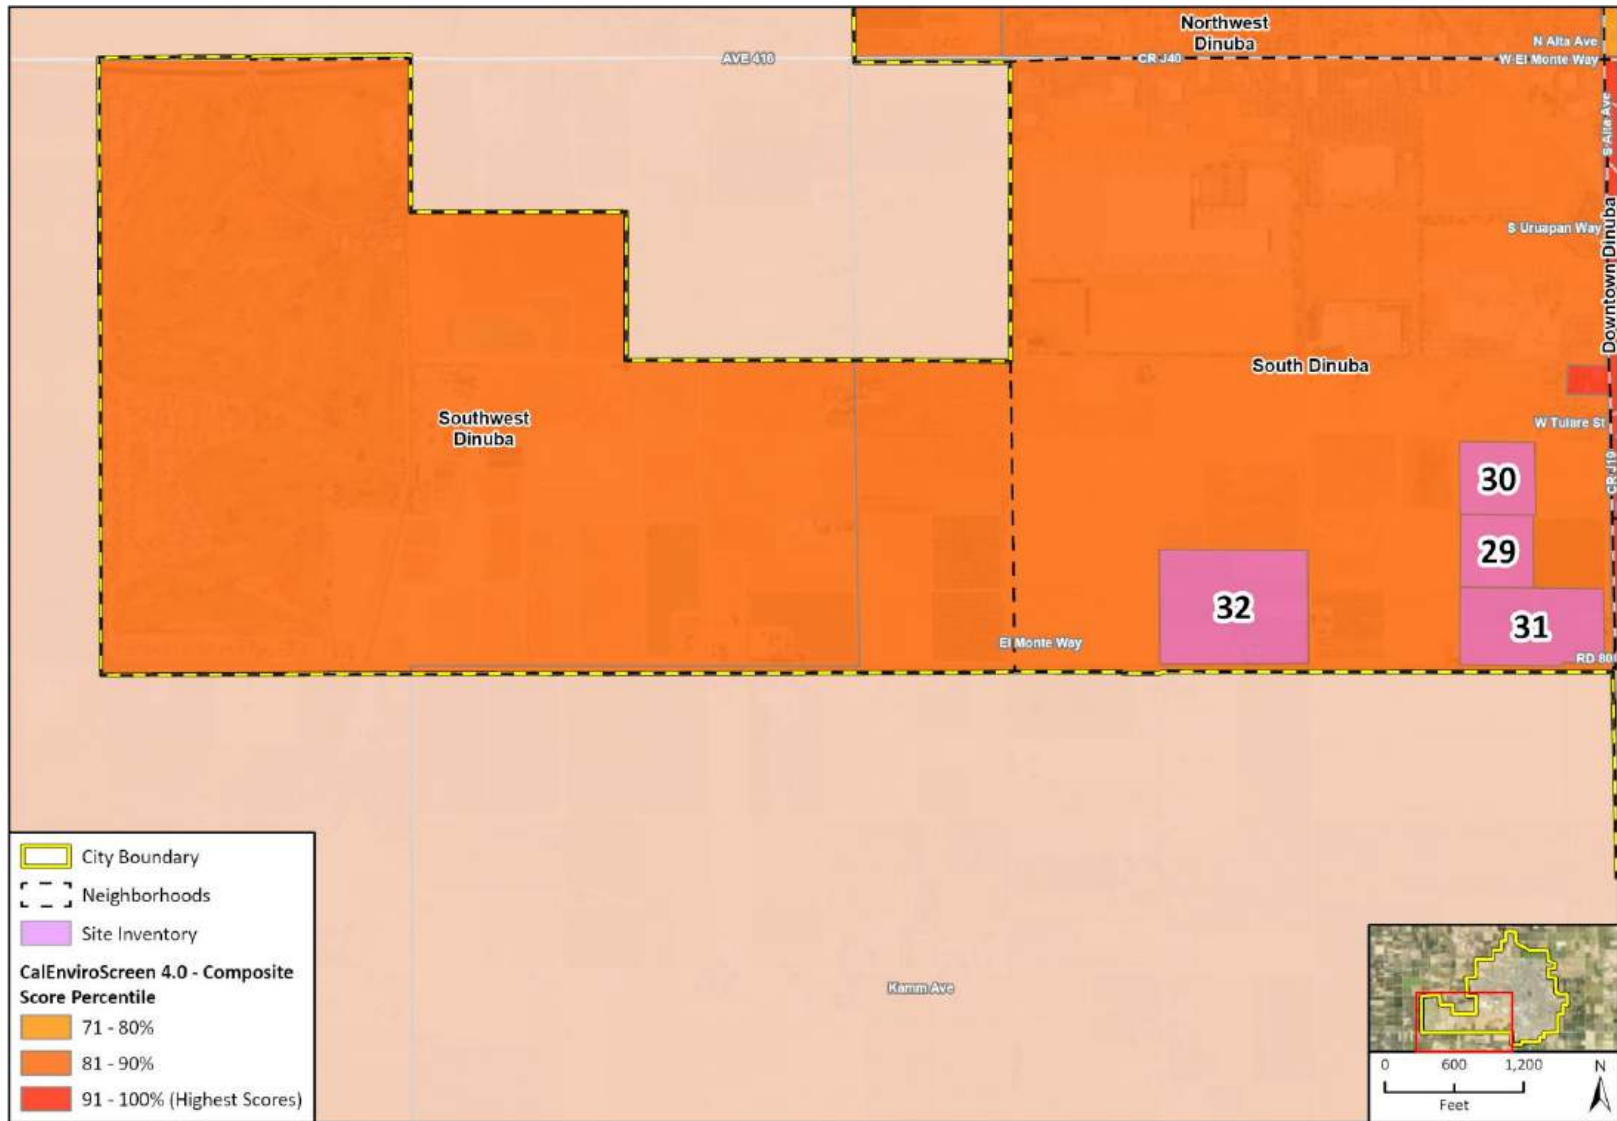 Northwest
Dinuba
N Alta Ave
AVE 416
CR J40
W El Monte Way
S Alta Ave
S Uruapan Way
Downtown Dinuba
South Dinuba
Southwest
Dinuba
W Tulare St
CR J19
30
29
32
31
El Monte Way
RD 80
Kamm Ave
City Boundary
Neighborhoods
Site Inventory
CalEnviroScreen 4.0 - Composite
Score Percentile
71 - 80%
81 - 90%
91 - 100% (Highest Scores)
0 600 1,200
N
Feet